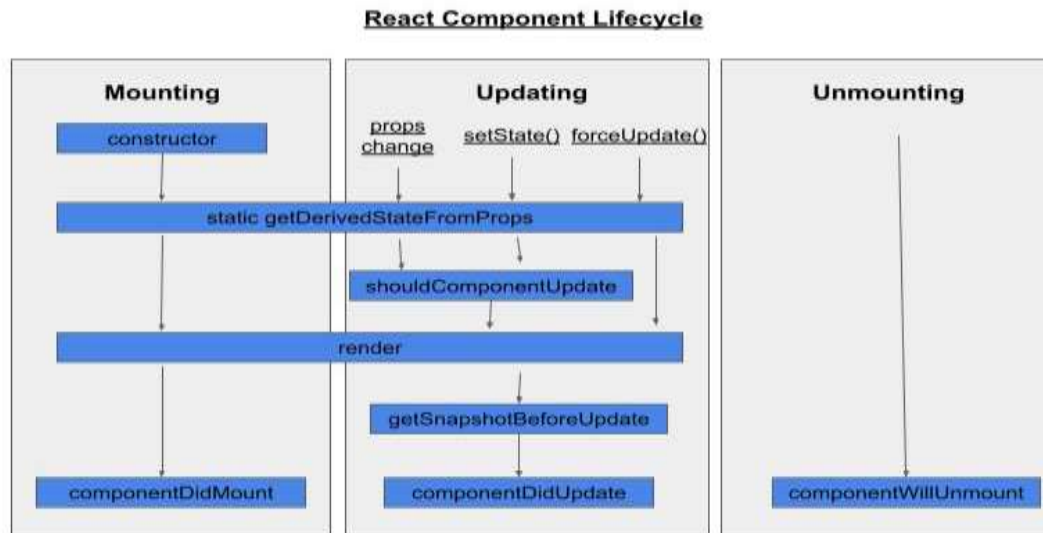 React Component Lifecycle
Mounting
Updating
Unmounting
constructor
props
change
setState()
forceUpdate()
static getDerivedStateFromProps
shouldComponentUpdate
render
getSnapshotBeforeUpdate
componentDidMount
componentDidUpdate
componentWillUnmount